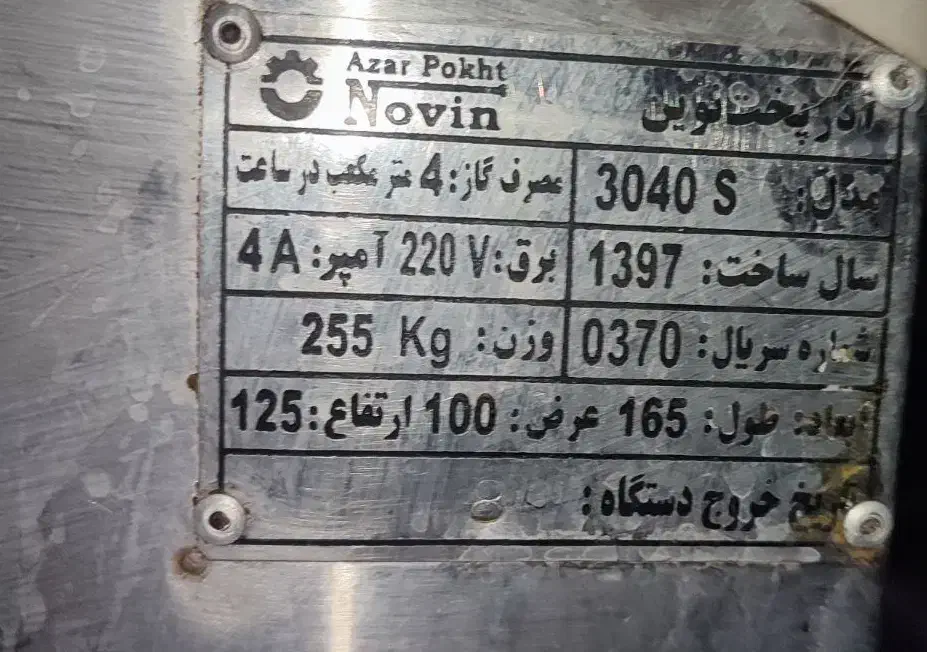 Azar Pokht
Novin
آذر پخت نوین
مدل: 3040 S
مصرف گاز: 4 متر مکعب در ساعت
سال ساخت: 1397
برق: 220 V آمپر: 4 A
شماره سریال: 0370
وزن: 255 Kg
ابعاد: طول: 165 عرض: 100 ارتفاع: 125
تاریخ خروج دستگاه: